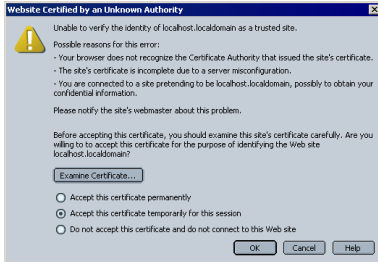 Website Certified by an Unknown Authority
Unable to verify the identity of localhost.localdomain as a trusted site.
Possible reasons for this error:
- Your browser does not recognize the Certificate Authority that issued the site's certificate.
- The site's certificate is incomplete due to a server misconfiguration.
- You are connected to a site pretending to be localhost.localdomain, possibly to obtain your
confidential information.
Please notify the site's webmaster about this problem.
Before accepting this certificate, you should examine this site's certificate carefully. Are you
willing to to accept this certificate for the purpose of identifying the Web site
localhost.localdomain?
Examine Certificate...
Accept this certificate permanently
Accept this certificate temporarily for this session
Do not accept this certificate and do not connect to this Web site
OK Cancel Help